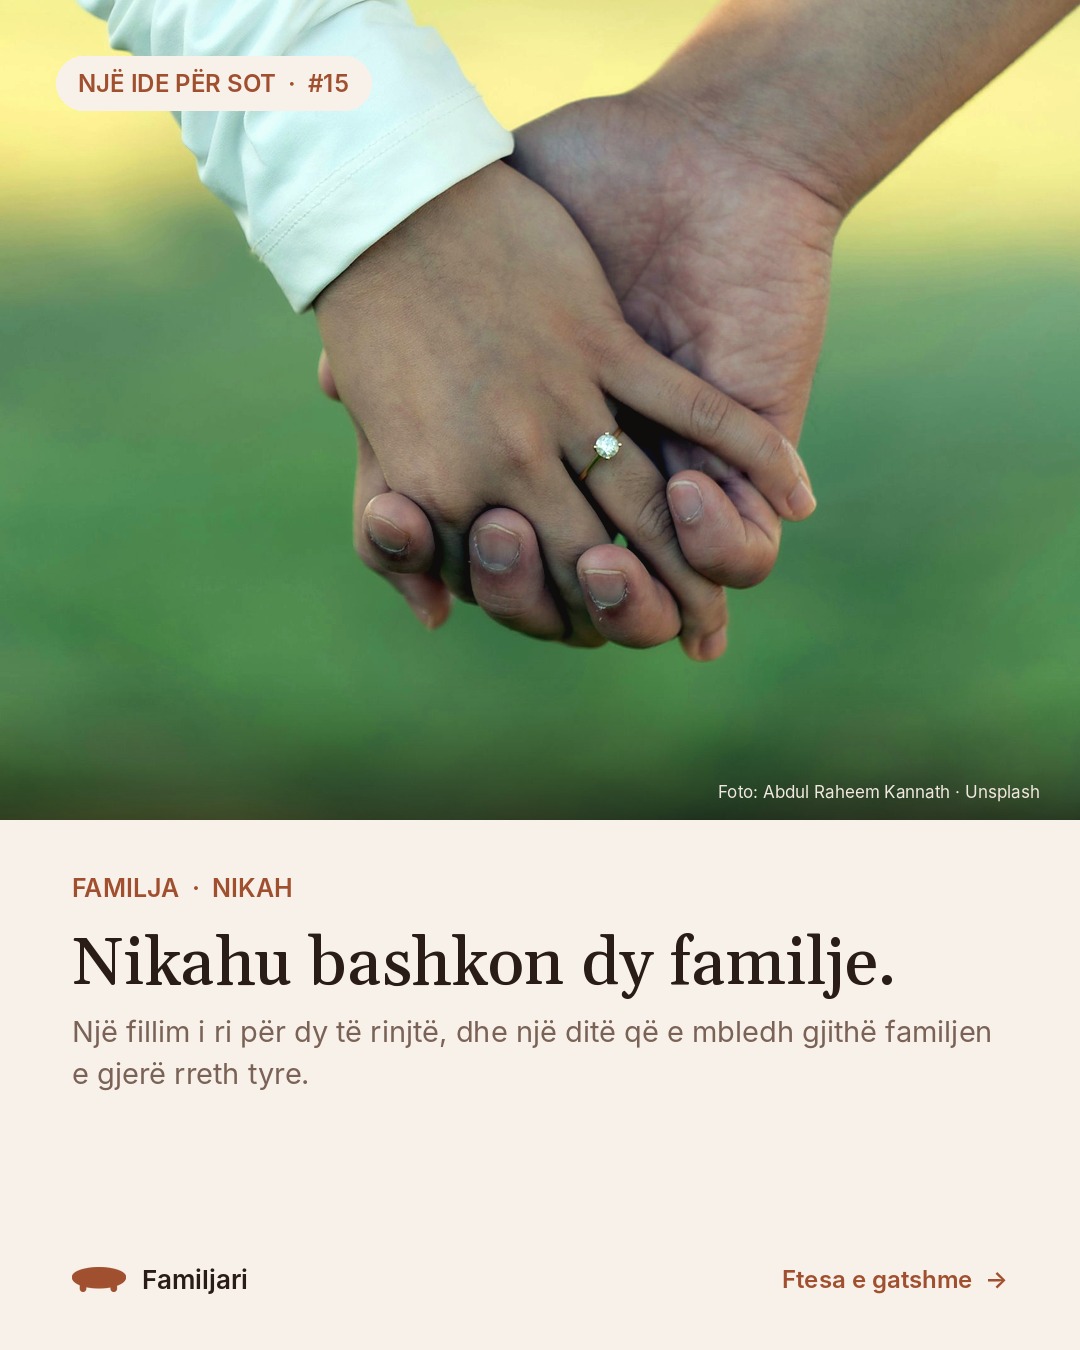 NJË IDE PËR SOT · #15
Foto: Abdul Raheem Kannath · Unsplash
FAMILJA · NIKAH
Nikahu bashkon dy familje.
Një fillim i ri për dy të rinjtë, dhe një ditë që e mbledh gjithë familjen
e gjerë rreth tyre.
Familjari
Ftesa e gatshme →